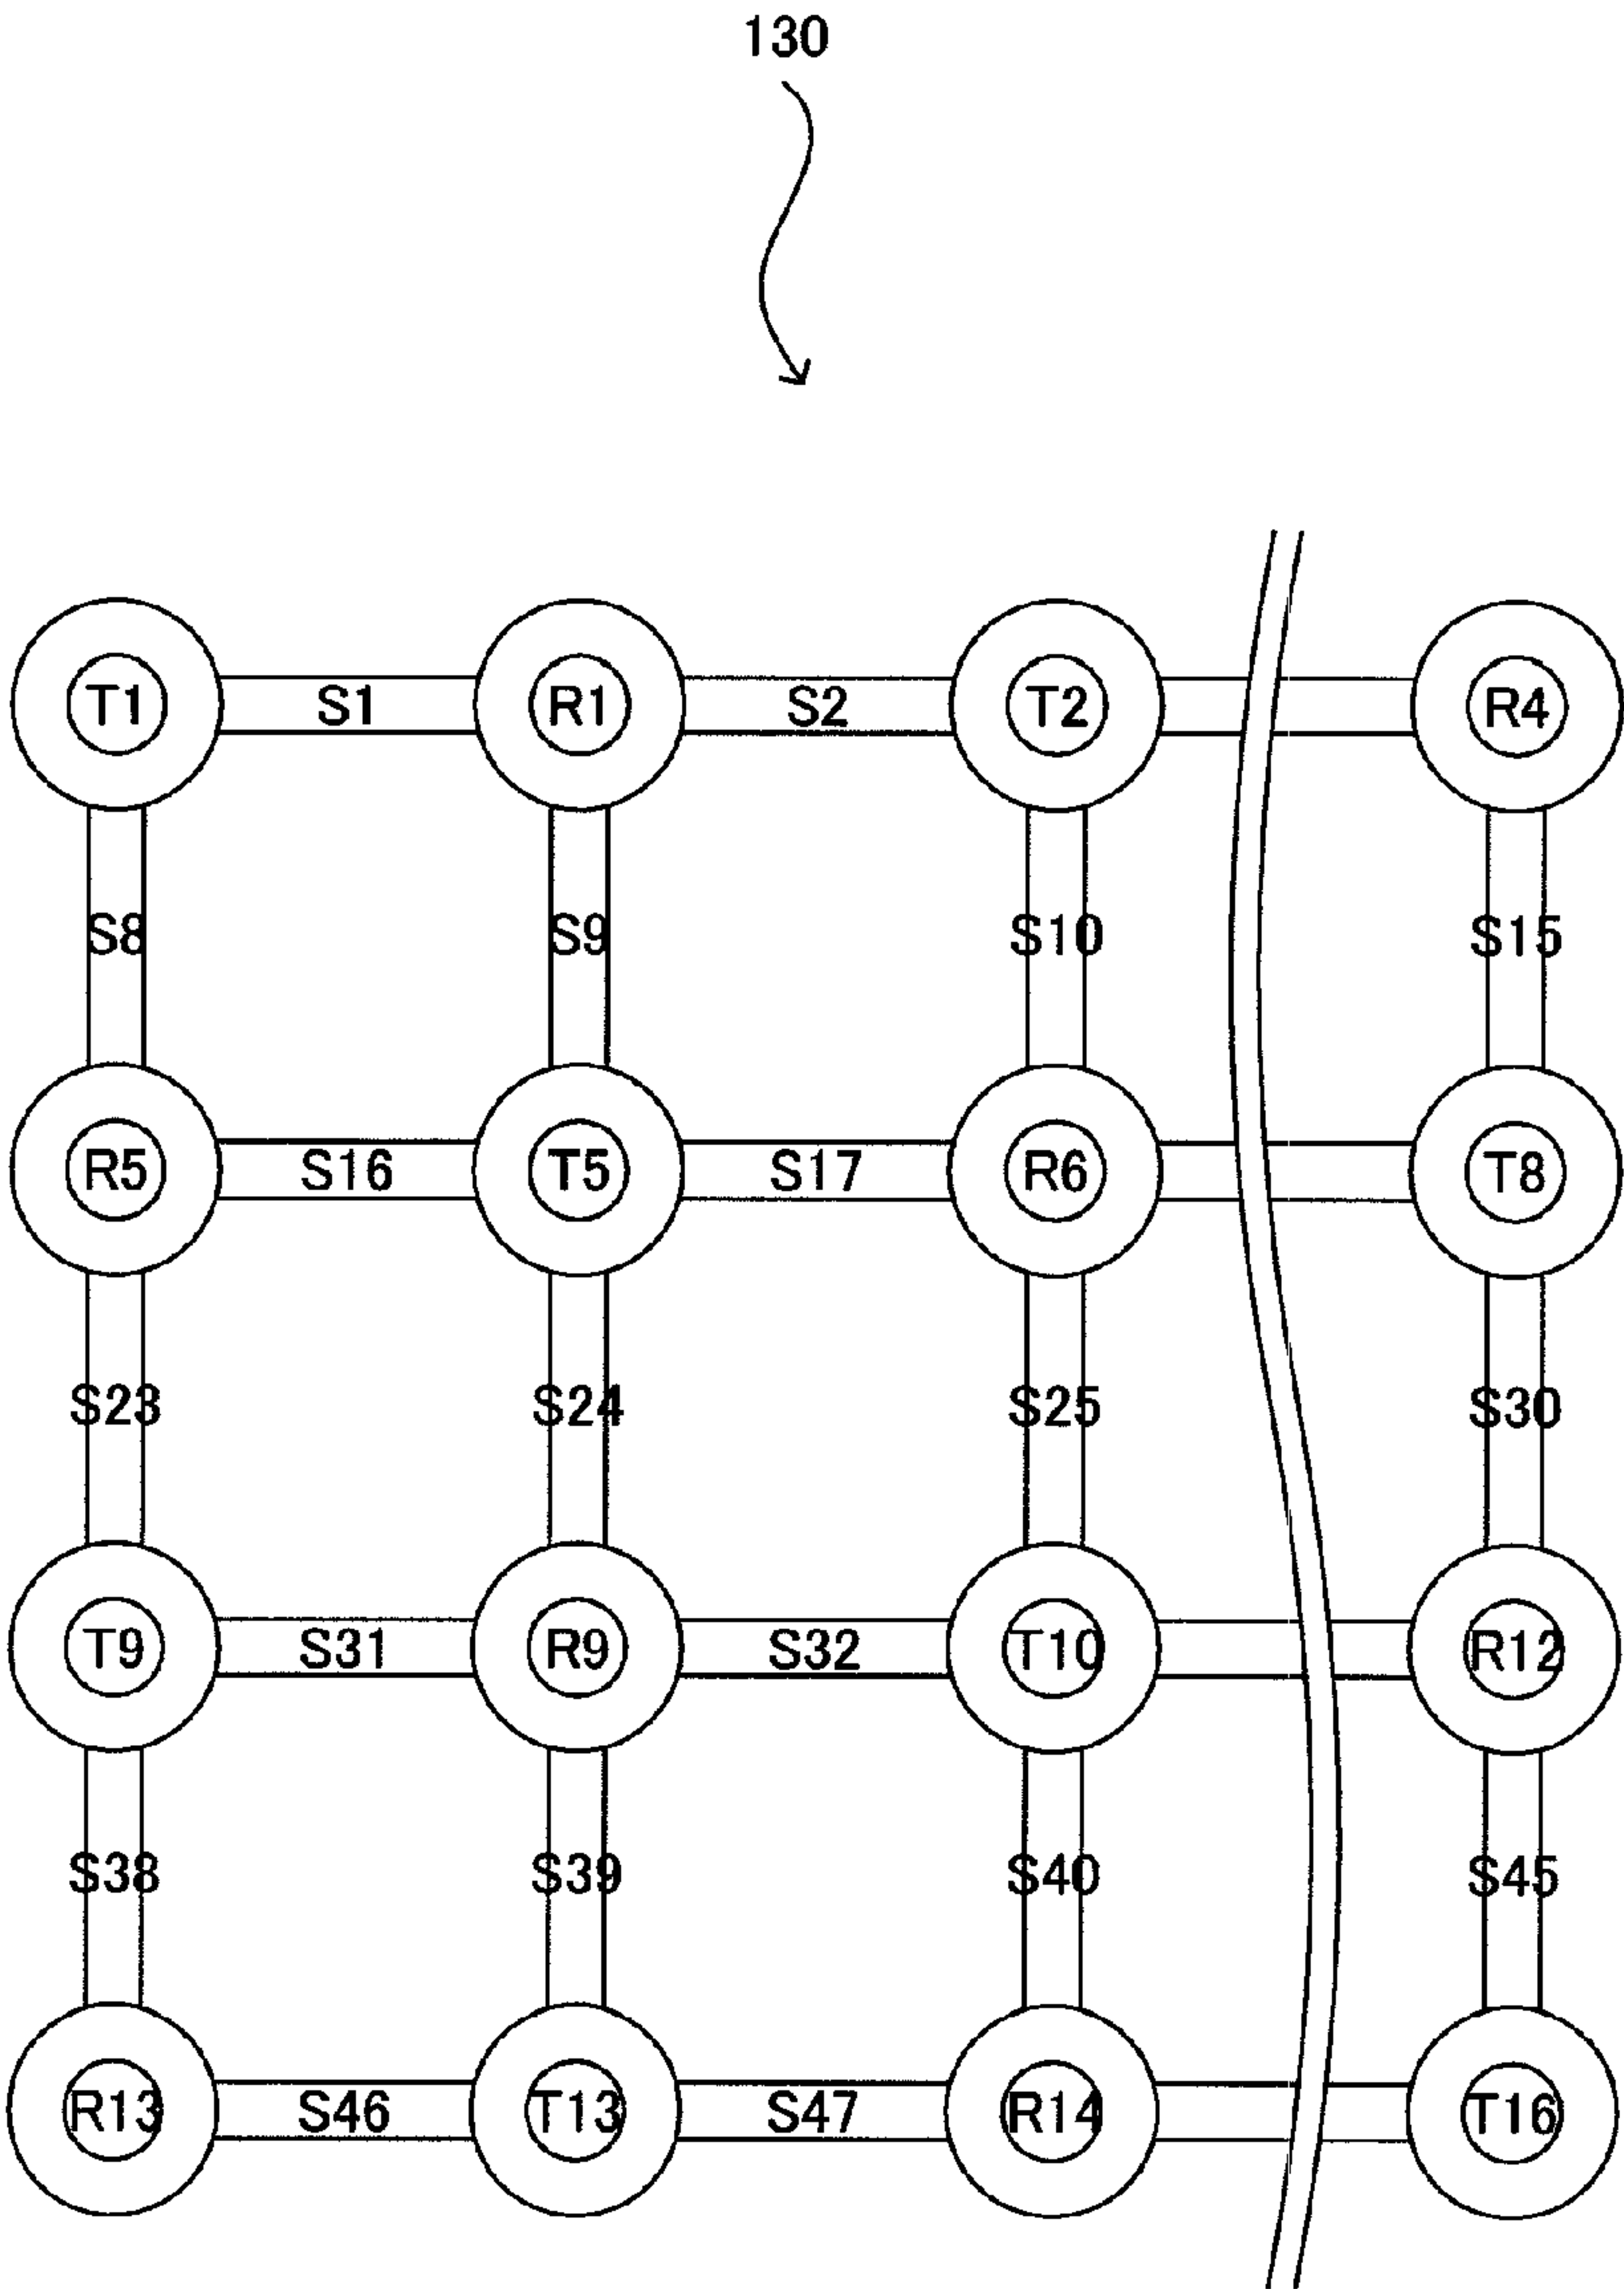 130
T1 S1 R1 S2 T2 R4
S8 S9 S10 S15
R5 S16 T5 S17 R6 T8
S23 S24 S25 S30
T9 S31 R9 S32 T10 R12
S38 S39 S40 S45
R13 S46 T13 S47 R14 T16